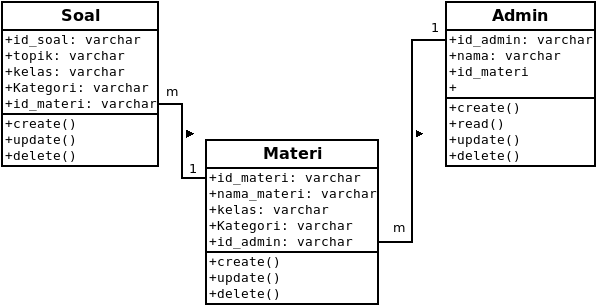 Soal
+id_soal: varchar
+topik: varchar
+kelas: varchar
+Kategori: varchar
+id_materi: varchar
+create()
+update()
+delete()
m
1
Materi
+id_materi: varchar
+nama_materi: varchar
+kelas: varchar
+Kategori: varchar
+id_admin: varchar
+create()
+update()
+delete()
m
1
Admin
+id_admin: varchar
+nama: varchar
+id_materi
+
+create()
+read()
+update()
+delete()